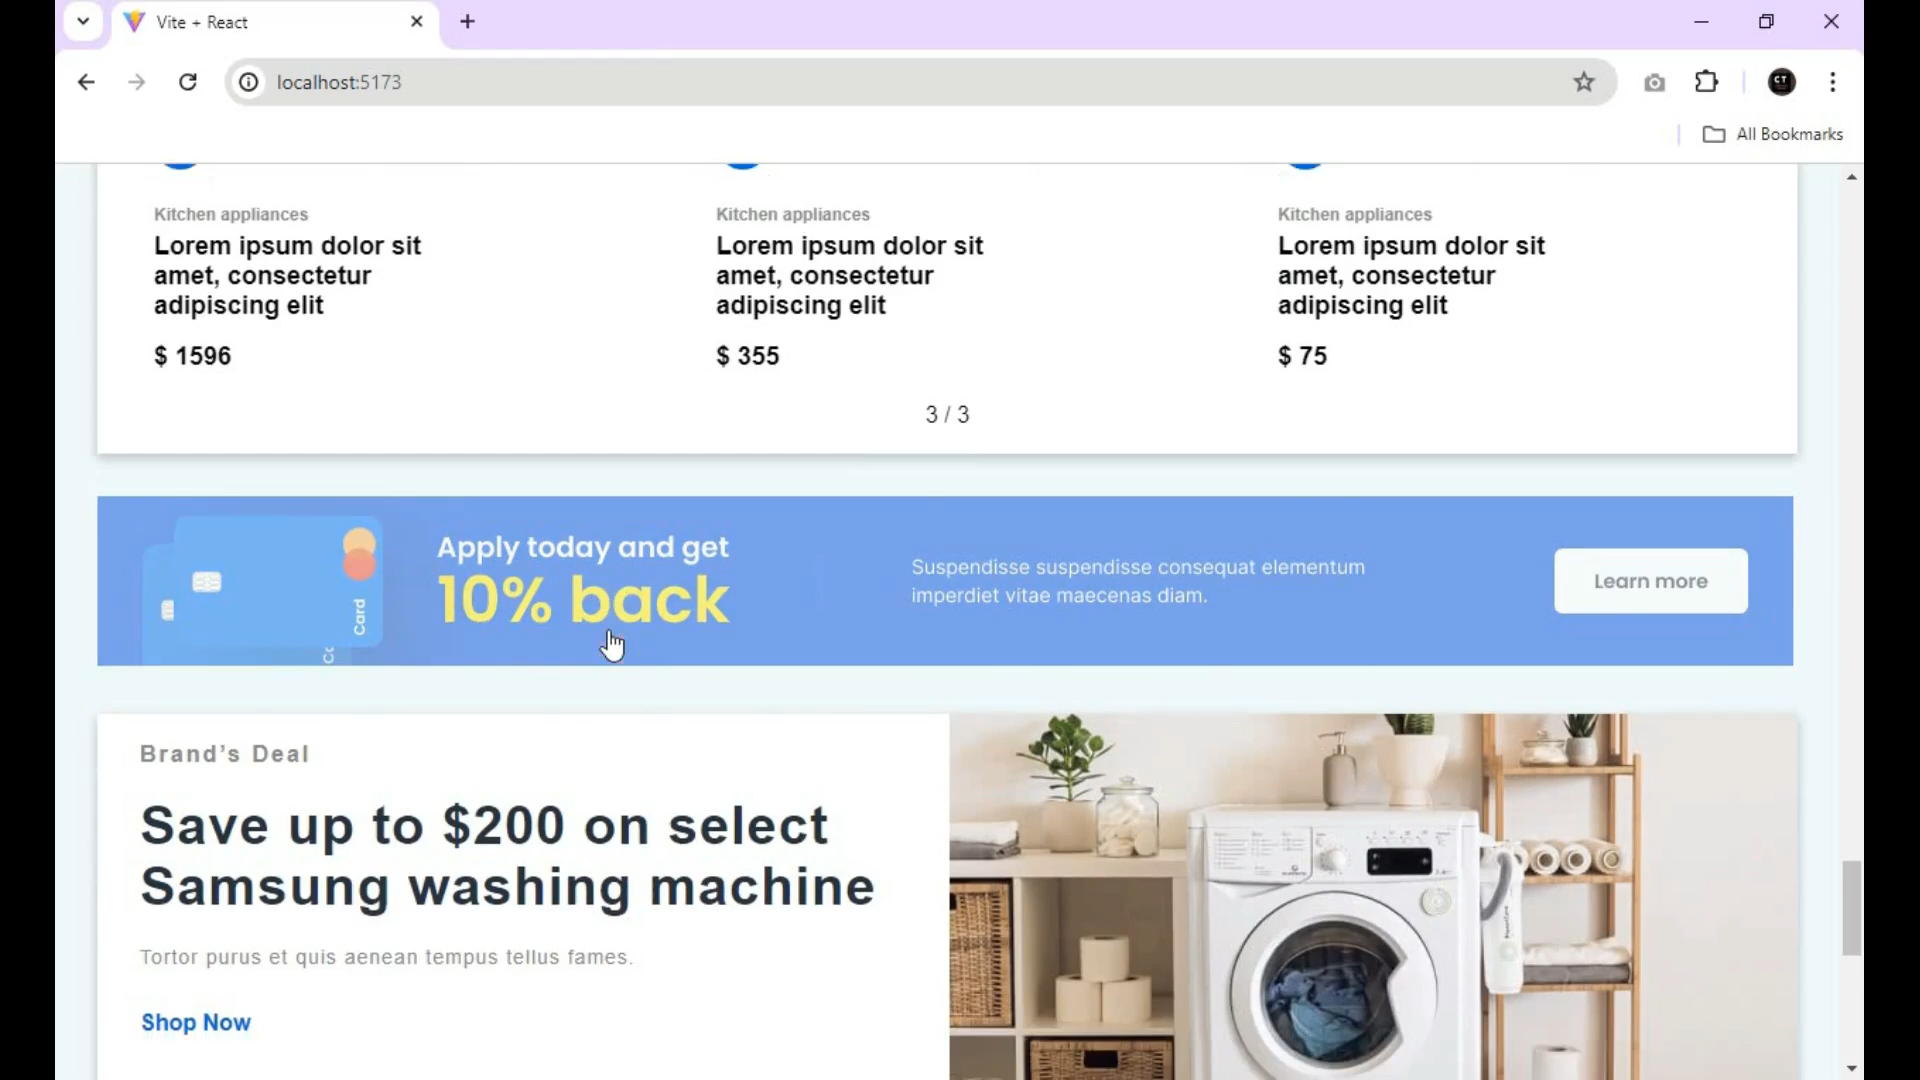 Vite + React
localhost:5173
CT
All Bookmarks
Kitchen appliances
Lorem ipsum dolor sit
amet, consectetur
adipiscing elit
$ 1596
Kitchen appliances
Lorem ipsum dolor sit
amet, consectetur
adipiscing elit
$ 355
Kitchen appliances
Lorem ipsum dolor sit
amet, consectetur
adipiscing elit
$ 75
3 / 3
Card
Apply today and get
10% back
Suspendisse suspendisse consequat elementum
imperdiet vitae maecenas diam.
Learn more
Brand’s Deal
Save up to $200 on select
Samsung washing machine
Tortor purus et quis aenean tempus tellus fames.
Shop Now